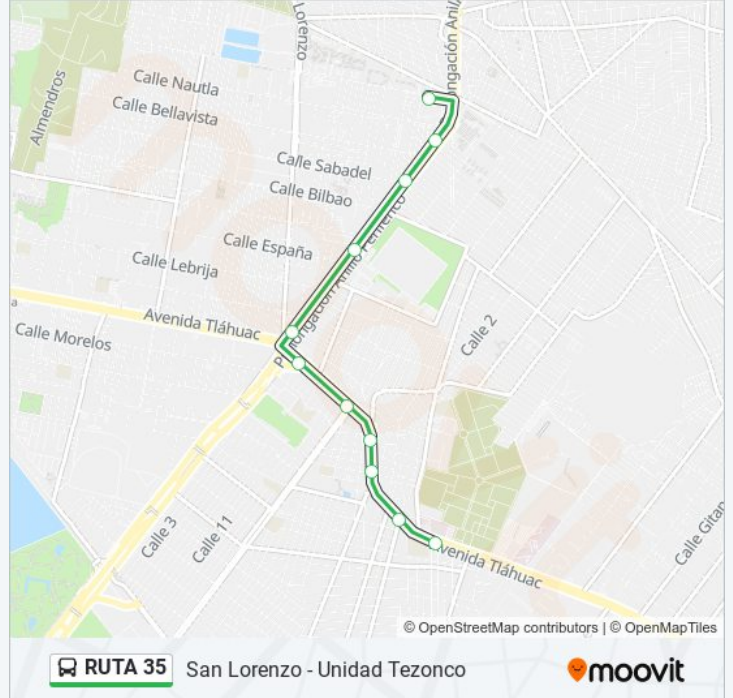 Lorenzo
Almendros
Calle Nautla
Calle Bellavista
ongación Anil
Calle Sabadel
Calle Bilbao
Calle España
Calle Lebrija
Avenida Tláhuac
a
Calle Morelos
Calle 2
Calle 3
Calle 11
Avenida Tláhuac
Calle Gitan
© OpenStreetMap contributors | © OpenMapTiles
RUTA 35
San Lorenzo - Unidad Tezonco
moovit